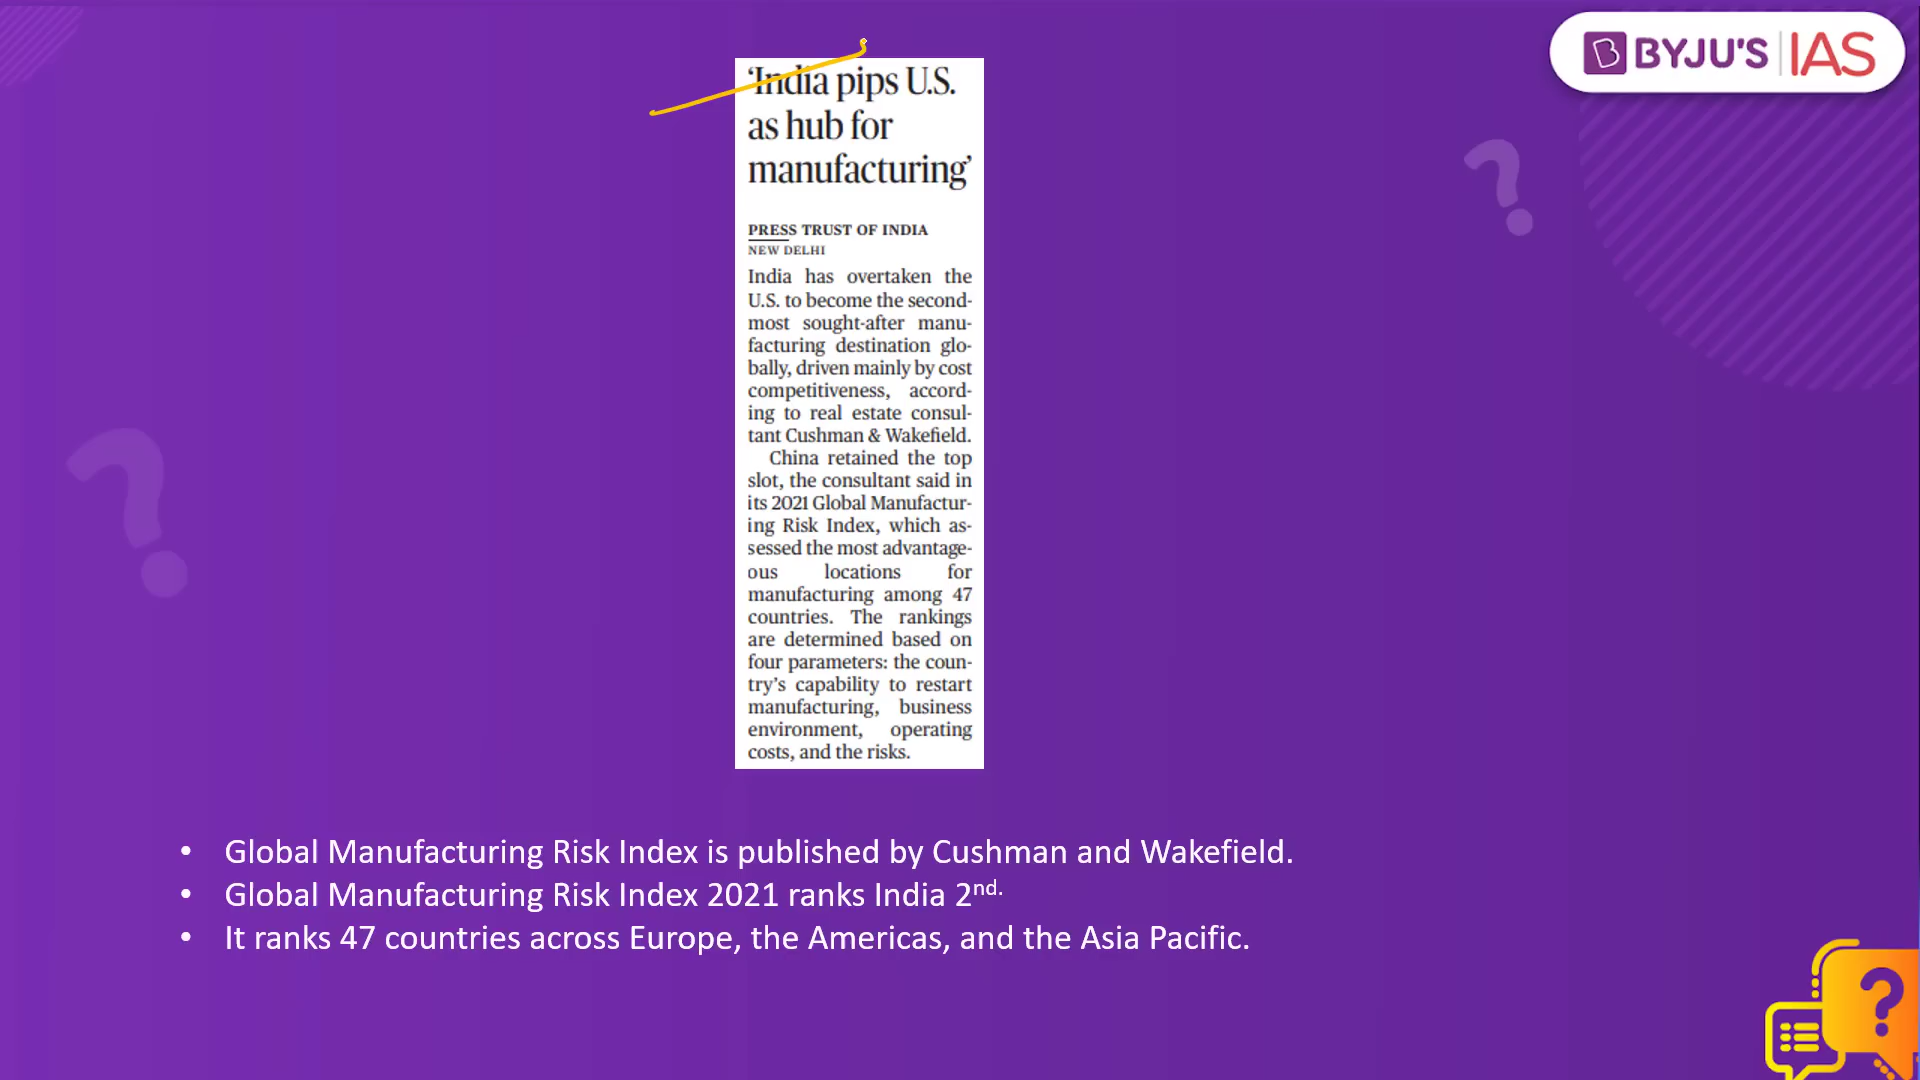 BYJU'S IAS
'India pips U.S.
as hub for
manufacturing'
PRESS TRUST OF INDIA
NEW DELHI
India has overtaken the
U.S. to become the second-
most sought-after manu-
facturing destination glo-
bally, driven mainly by cost
competitiveness, accord-
ing to real estate consul-
tant Cushman & Wakefield.
China retained the top
slot, the consultant said in
its 2021 Global Manufactur-
ing Risk Index, which as-
sessed the most advantage-
ous locations for
manufacturing among 47
countries. The rankings
are determined based on
four parameters: the coun-
try's capability to restart
manufacturing, business
environment, operating
costs, and the risks.
• Global Manufacturing Risk Index is published by Cushman and Wakefield.
• Global Manufacturing Risk Index 2021 ranks India 2nd.
• It ranks 47 countries across Europe, the Americas, and the Asia Pacific.